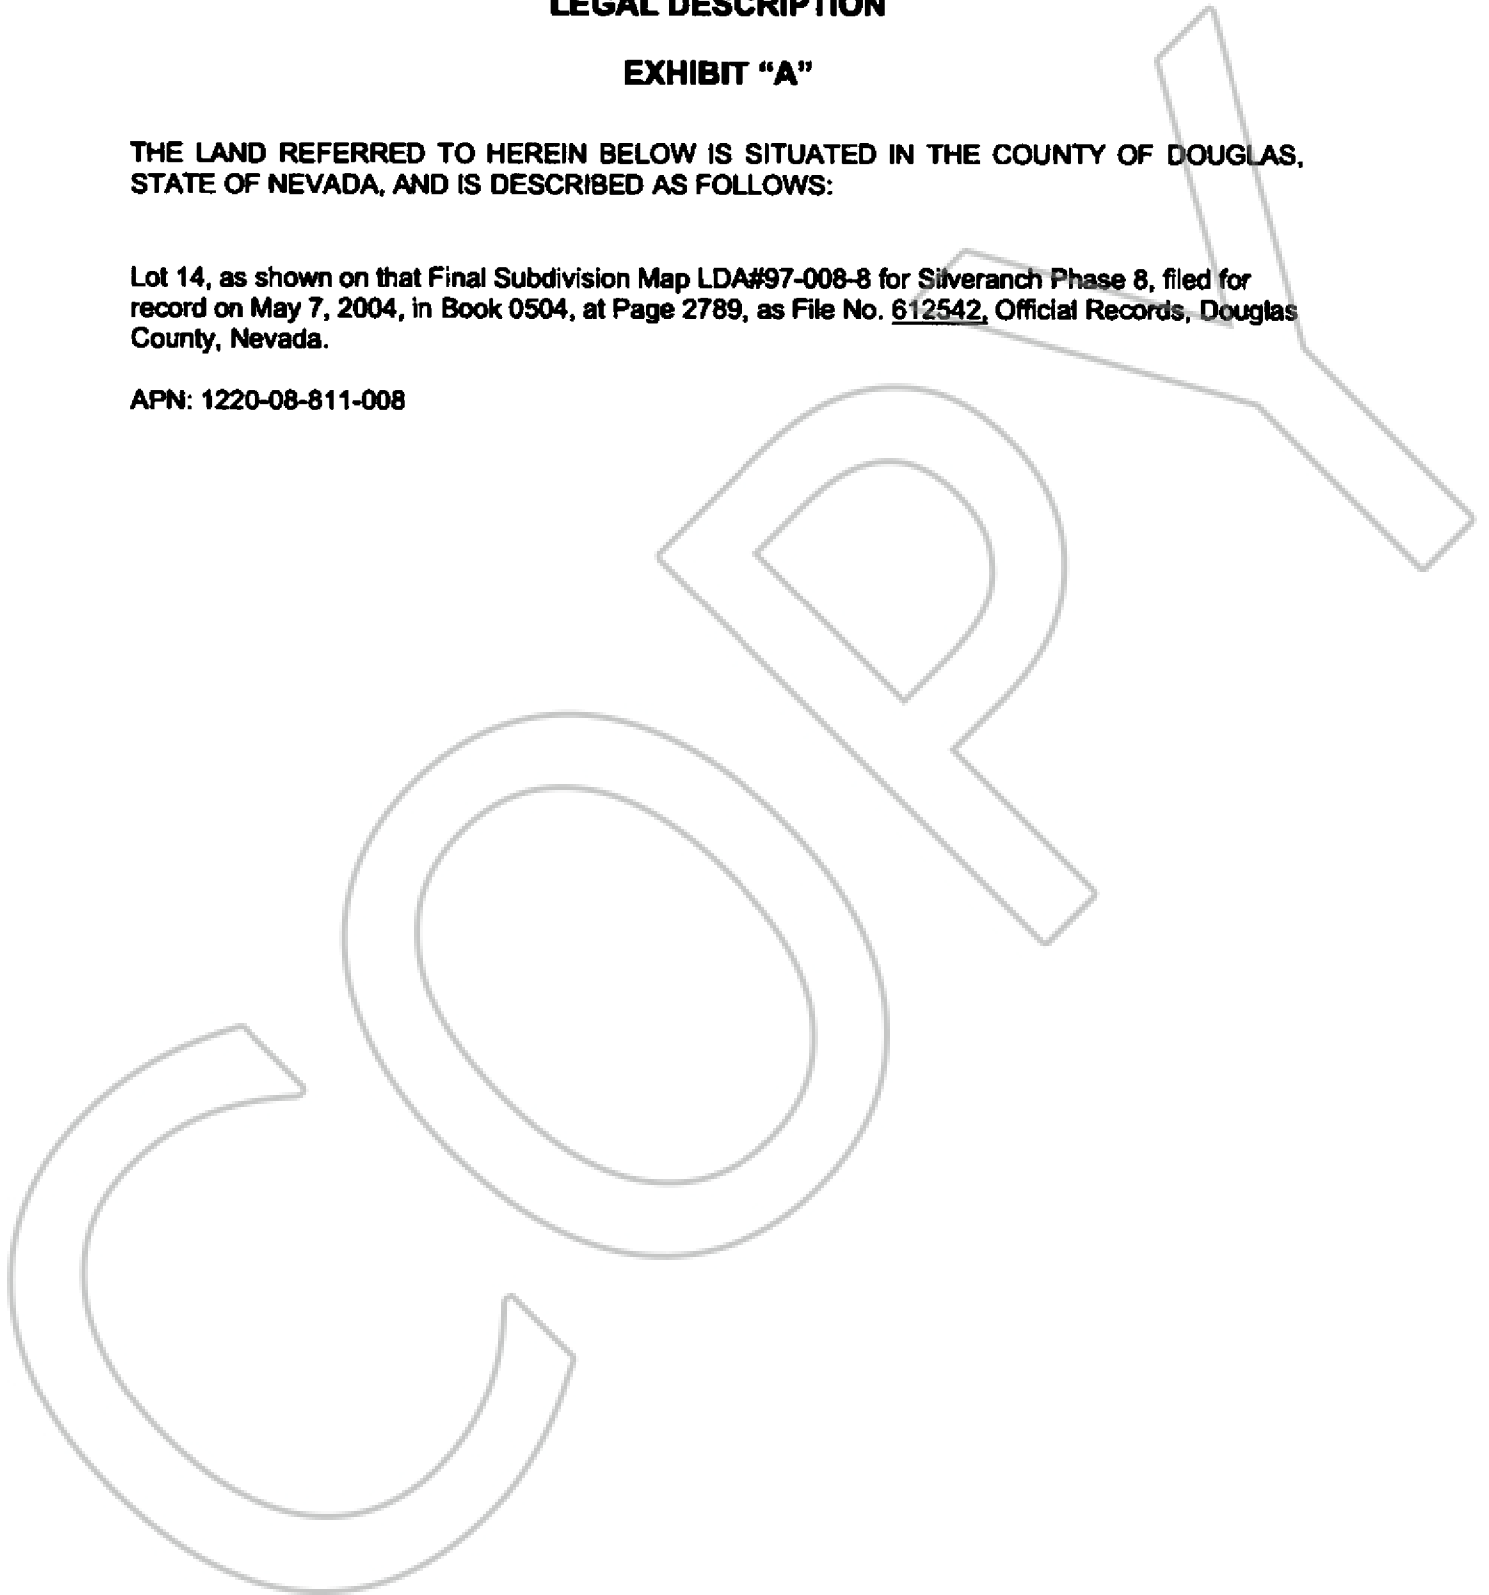 LEGAL DESCRIPTION
EXHIBIT “A”
THE LAND REFERRED TO HEREIN BELOW IS SITUATED IN THE COUNTY OF DOUGLAS,
STATE OF NEVADA, AND IS DESCRIBED AS FOLLOWS:
Lot 14, as shown on that Final Subdivision Map LDA#97-008-8 for Silveranch Phase 8, filed for
record on May 7, 2004, in Book 0504, at Page 2789, as File No. 612542, Official Records, Douglas
County, Nevada.
APN: 1220-08-811-008
COPY